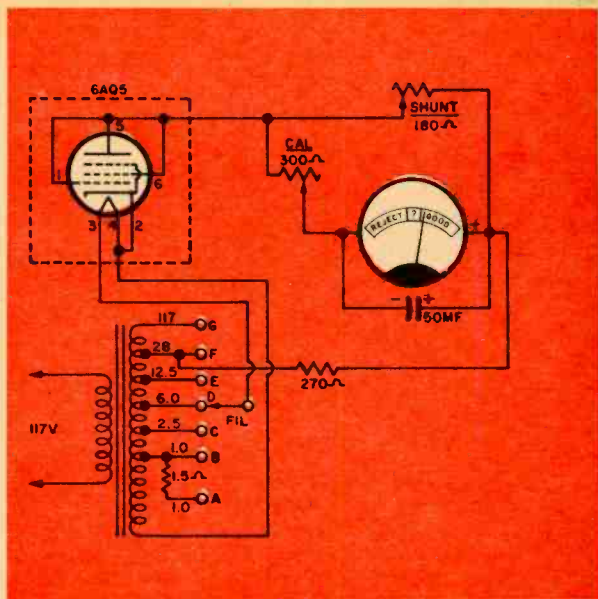 6AQ5
5
1
6
3
4
2
SHUNT
180Ω
CAL
300Ω
REJECT ? GOOD
+
- +
50MF
117 G
28 F
12.5 E
6.0 D
FIL
2.5 C
1.0 B
1.5Ω
1.0 A
270Ω
117V